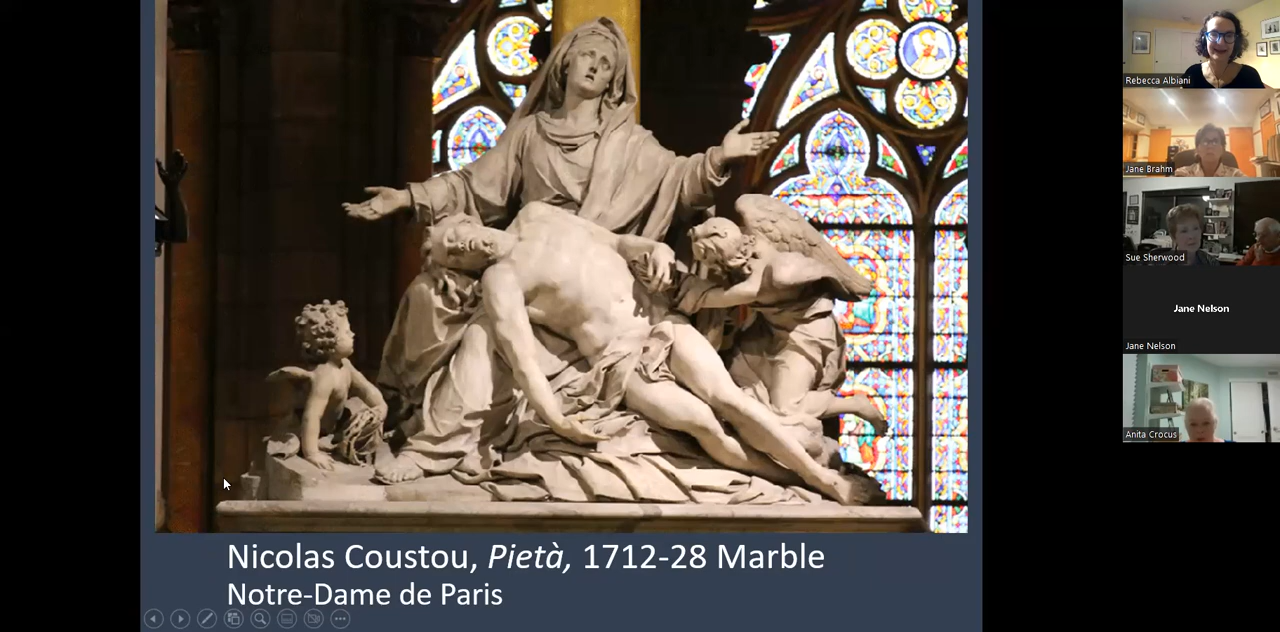 Nicolas Coustou, Pietà, 1712-28 Marble
Notre-Dame de Paris
Rebecca Albiani
Jane Brahm
Sue Sherwood
Jane Nelson
Jane Nelson
Anita Crocus